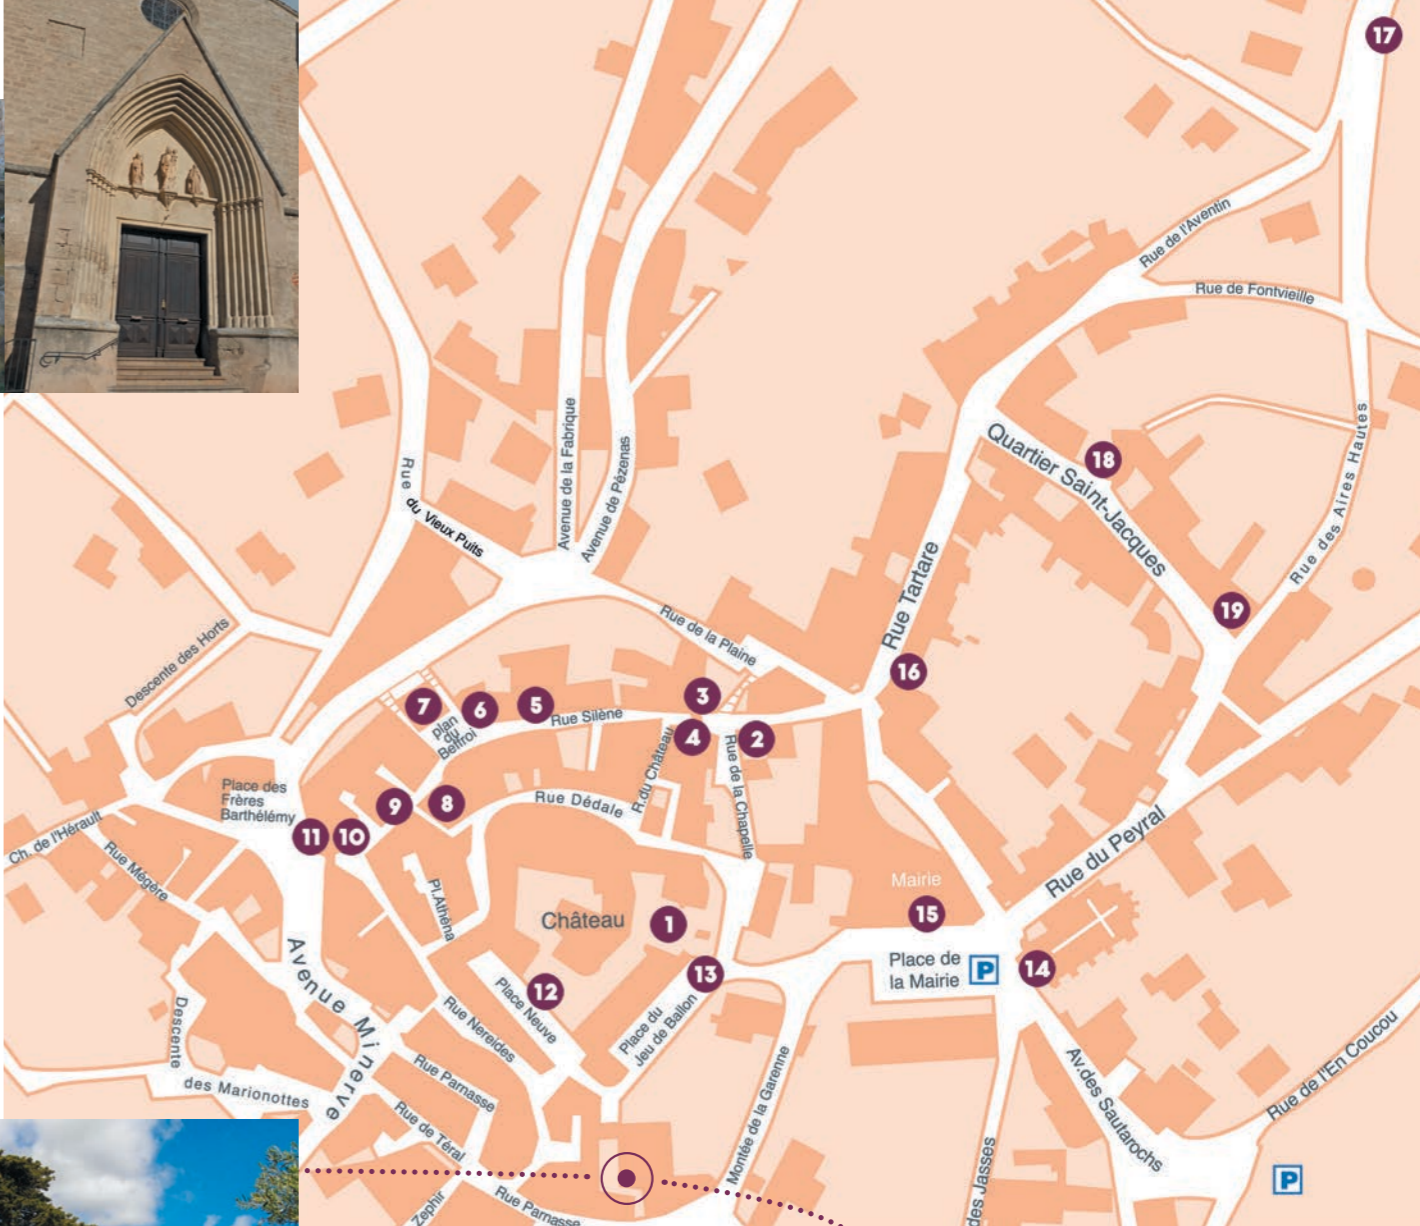 17
Rue de l'Aventin
Rue de Fontvieille
Avenue de la Fabrique
Avenue de Pézenas
Rue
du Vieux Puits
Quartier Saint-Jacques
18
Rue des Aires Hautes
Rue Tartare
19
Descente des Horts
Rue de la Plaine
16
3
7
6
5
Rue Silène
plan
du
Beffroi
4
2
R.du Château
Rue de la Chapelle
Place des
Frères
Barthélémy
9
8
Rue Dédale
11
10
Ch. de l'Hérault
Rue Mégère
Rue du Peyral
Pl.Athéna
Mairie
15
Château
1
Place de
la Mairie
P
14
13
12
Avenue Minerve
Place Neuve
Rue Nereides
Place du
Jeu de Ballon
Descente
des Marionottes
Rue Parnasse
Rue de Téral
Montée de la Garenne
Av.des Sautarochs
Rue de l'En Coucou
des Jasses
P
Zephir
Rue Parnasse